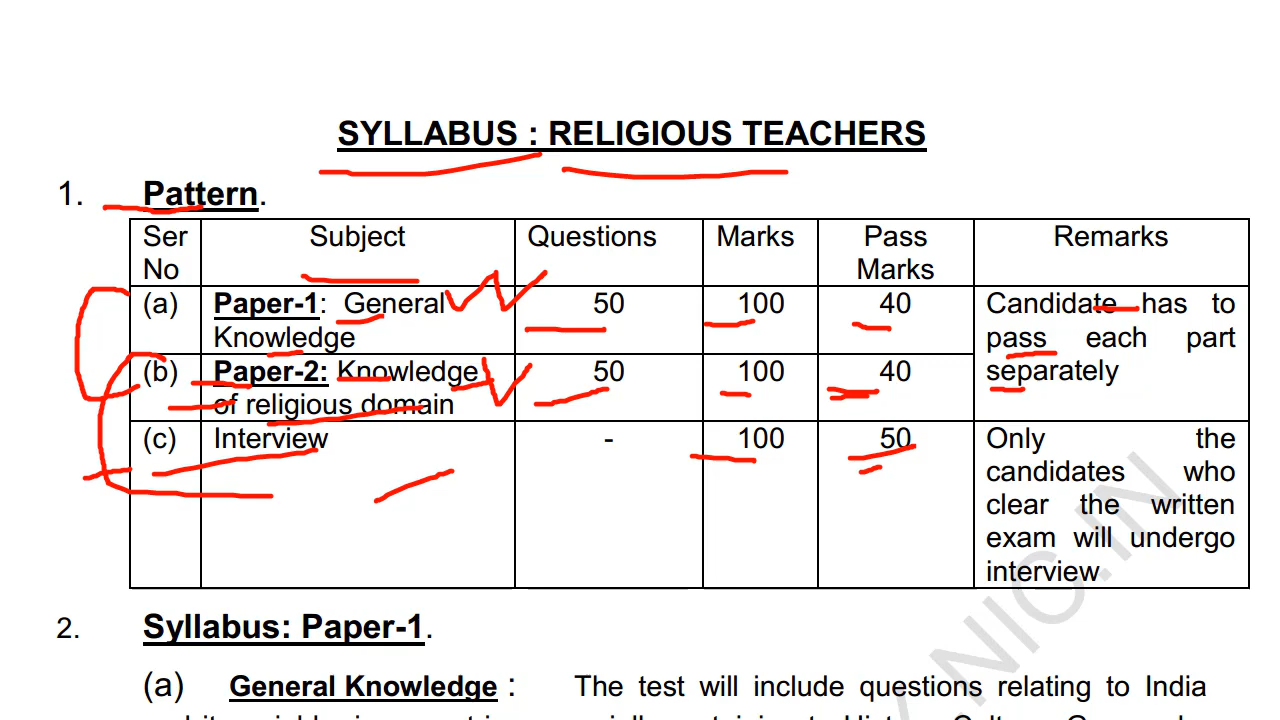 SYLLABUS : RELIGIOUS TEACHERS
1. Pattern.
Ser No Subject Questions Marks Pass Marks Remarks
(a) Paper-1: General Knowledge 50 100 40 Candidate has to pass each part separately
(b) Paper-2: Knowledge of religious domain 50 100 40
(c) Interview - 100 50 Only the candidates who clear the written exam will undergo interview
2. Syllabus: Paper-1.
(a) General Knowledge : The test will include questions relating to India
NIC.IN